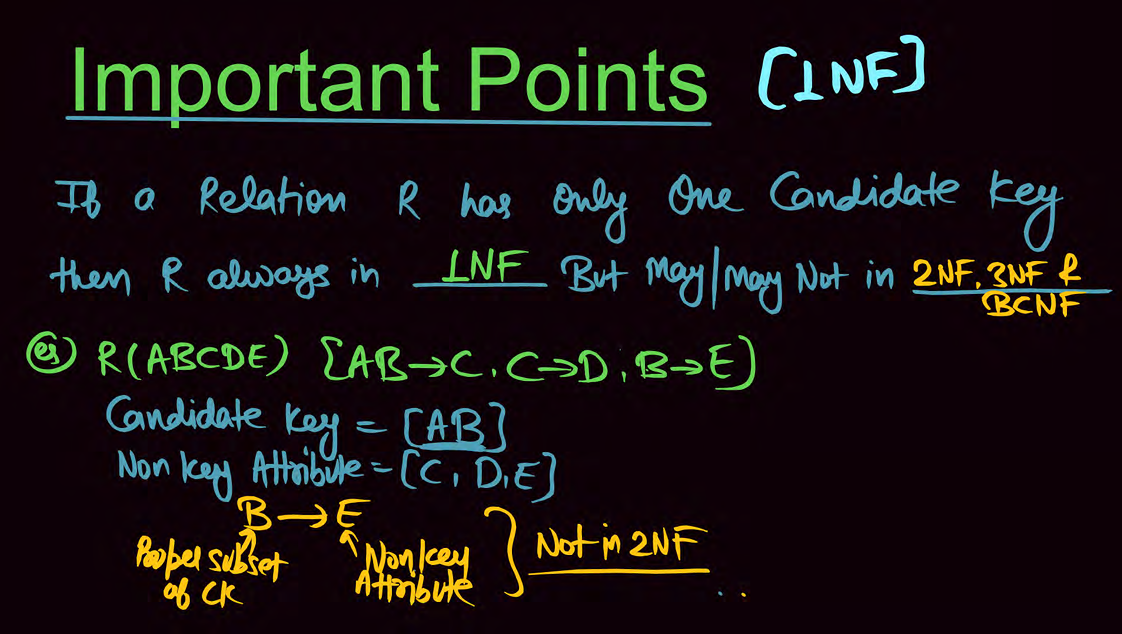 Important Points [1NF]
If a Relation R has only One Candidate Key
then R always in 1NF But May/May Not in 2NF, 3NF &
BCNF
eg) R(ABCDE) [AB→C, C→D, B→E]
Candidate Key = [AB]
Non Key Attribute = [C, D, E]
B → E
Proper subset of CK
Non Key Attribute
Not in 2NF